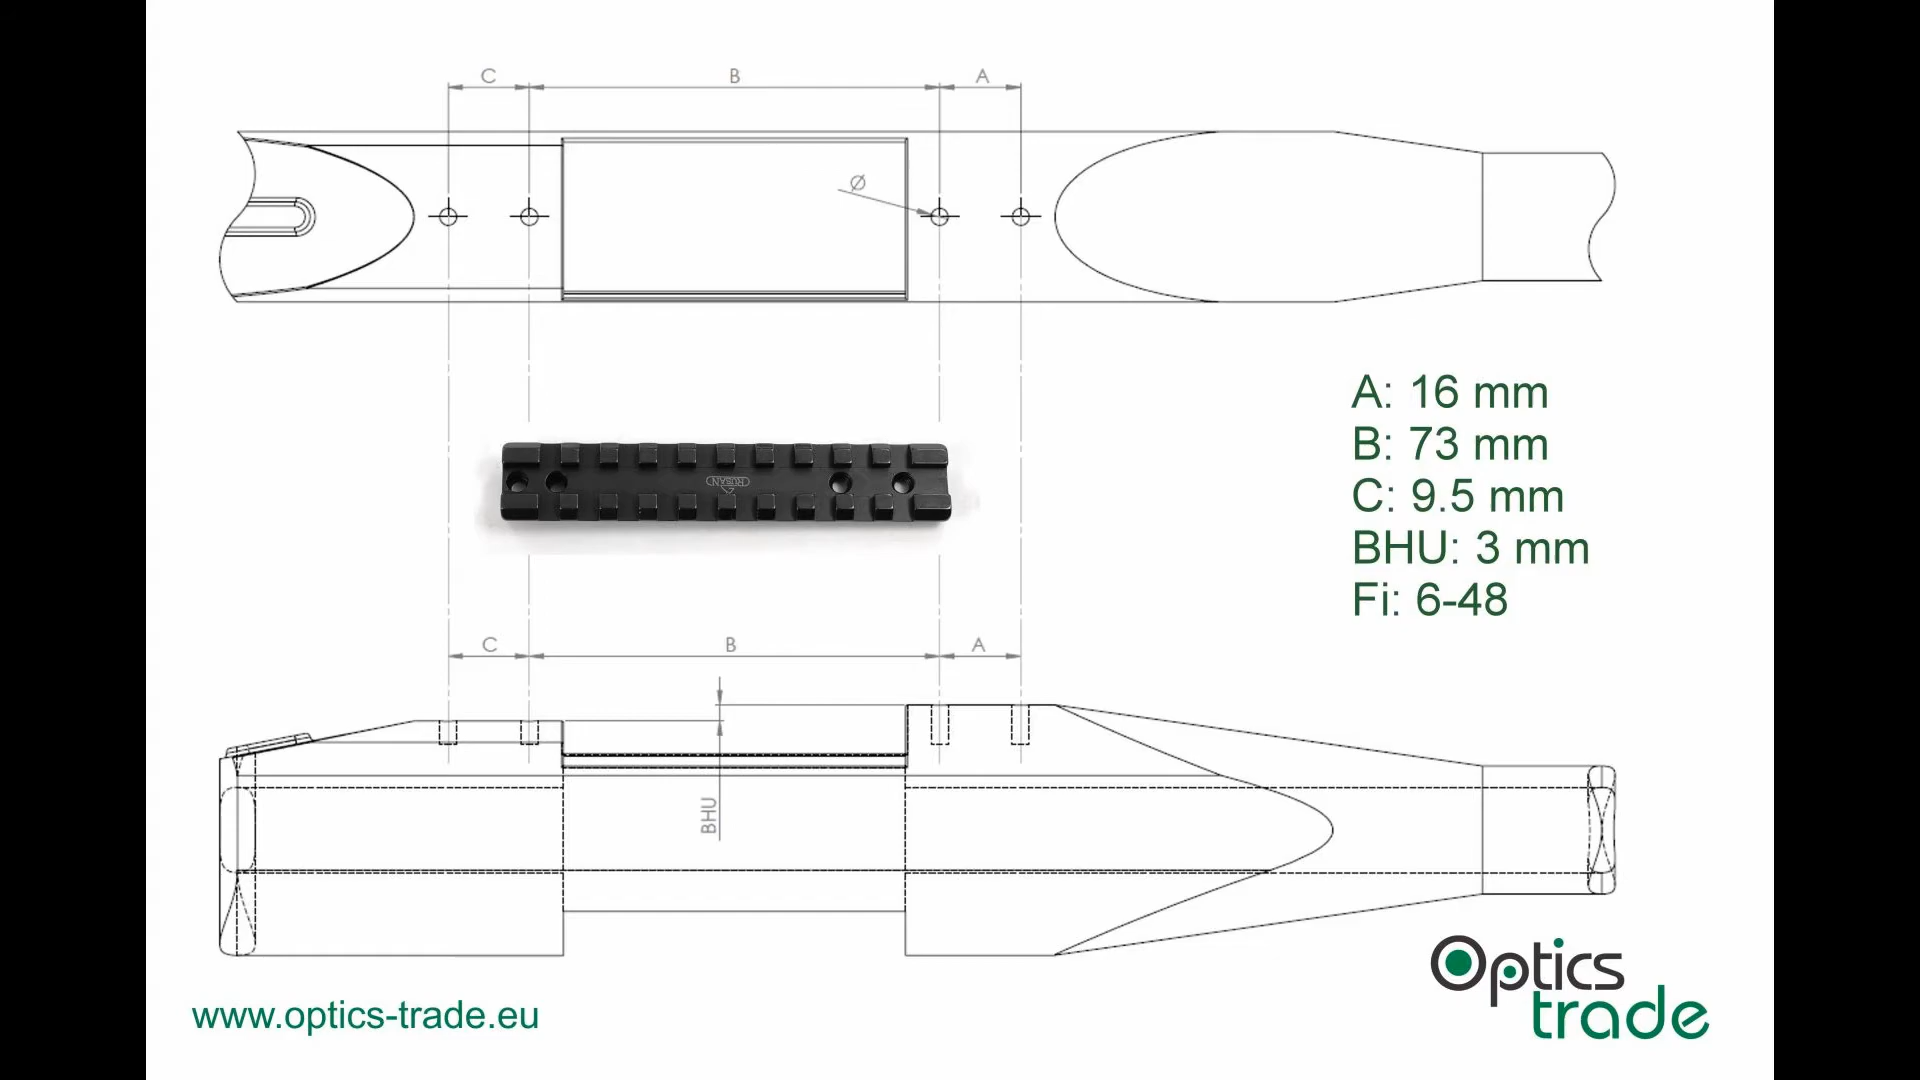 C B A
Ø
A: 16 mm
B: 73 mm
C: 9.5 mm
BHU: 3 mm
Fi: 6-48
RUSAN
C B A
BHU
www.optics-trade.eu
Optics
trade